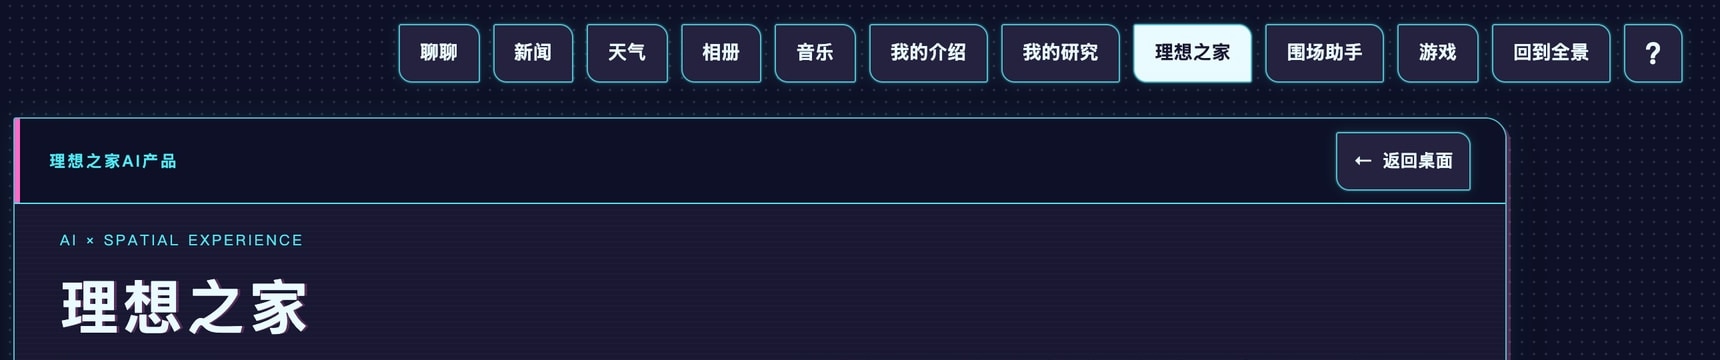 聊聊 新闻 天气 相册 音乐 我的介绍 我的研究 理想之家 围场助手 游戏 回到全景 ?
理想之家AI产品 ← 返回桌面
AI × SPATIAL EXPERIENCE
理想之家